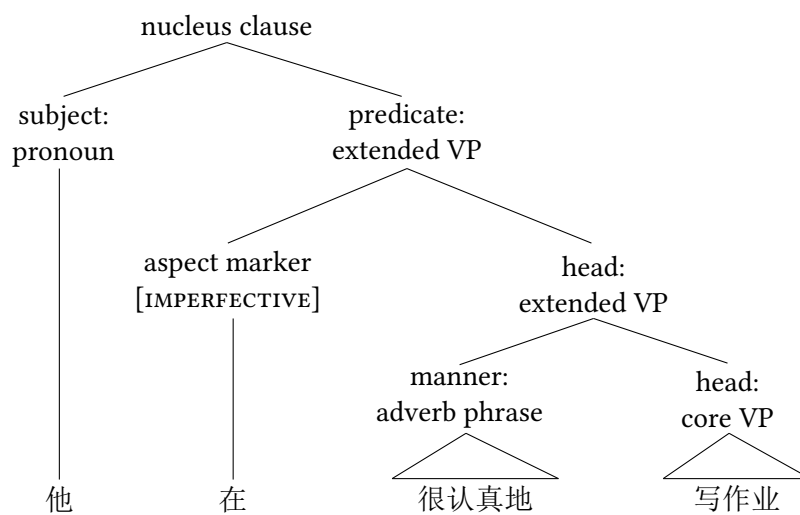 nucleus clause
subject:
pronoun
predicate:
extended VP
aspect marker
[IMPERFECTIVE]
head:
extended VP
manner:
adverb phrase
head:
core VP
他
在
很认真地
写作业